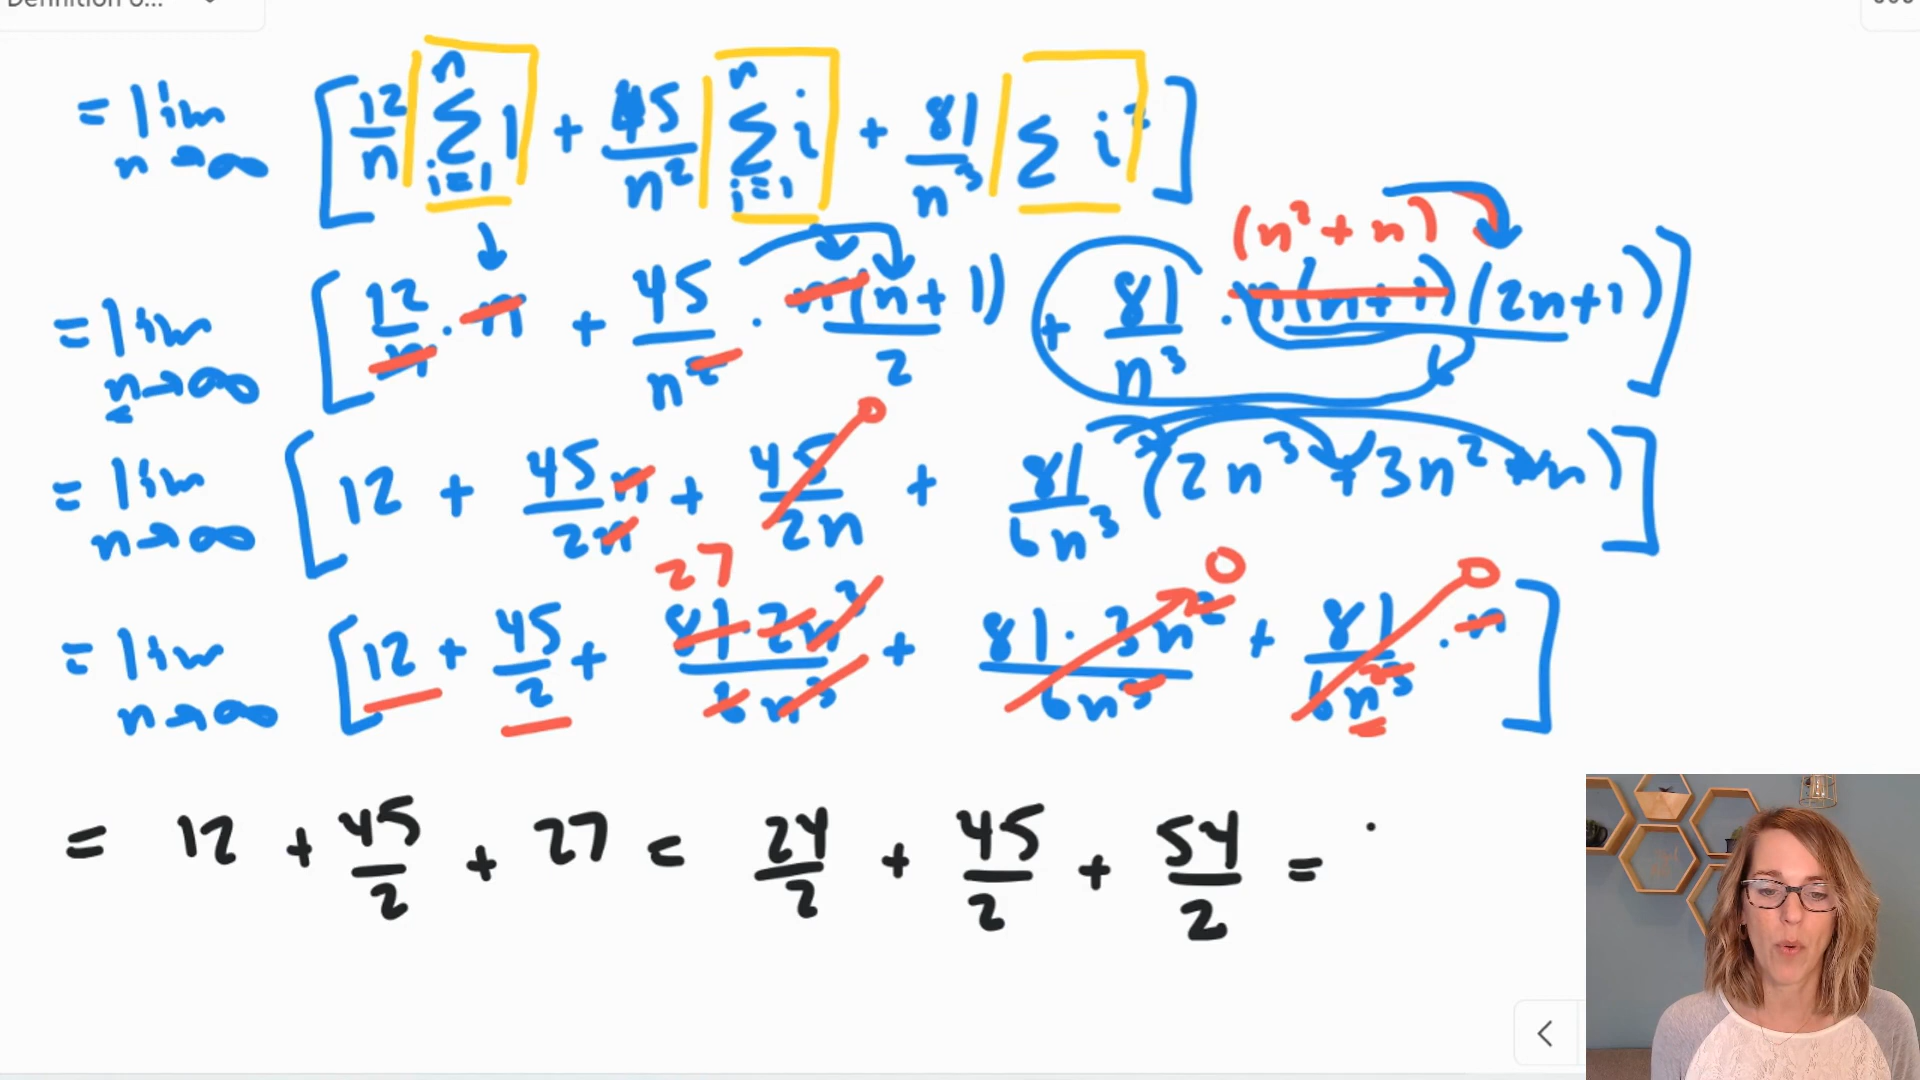 Definition o...
= lim n→∞ [ 12/n Σ i=1 n 1 + 45/n² Σ i=1 n i + 81/n³ Σ i² ]
(n² + n)
= lim n→∞ [ 12/n · n + 45/n² · n(n+1)/2 + 81/n³ · n(n+1)(2n+1)/6 ]
= lim n→∞ [ 12 + 45n/2n + 45/2n + 81/6n³ (2n³ + 3n² + n) ]
0
27 0 0
= lim n→∞ [ 12 + 45/2 + 81·2n³/6n³ + 81·3n²/6n³ + 81/6n³ · n ]
2
= 12 + 45/2 + 27 = 24/2 + 45/2 + 54/2 =